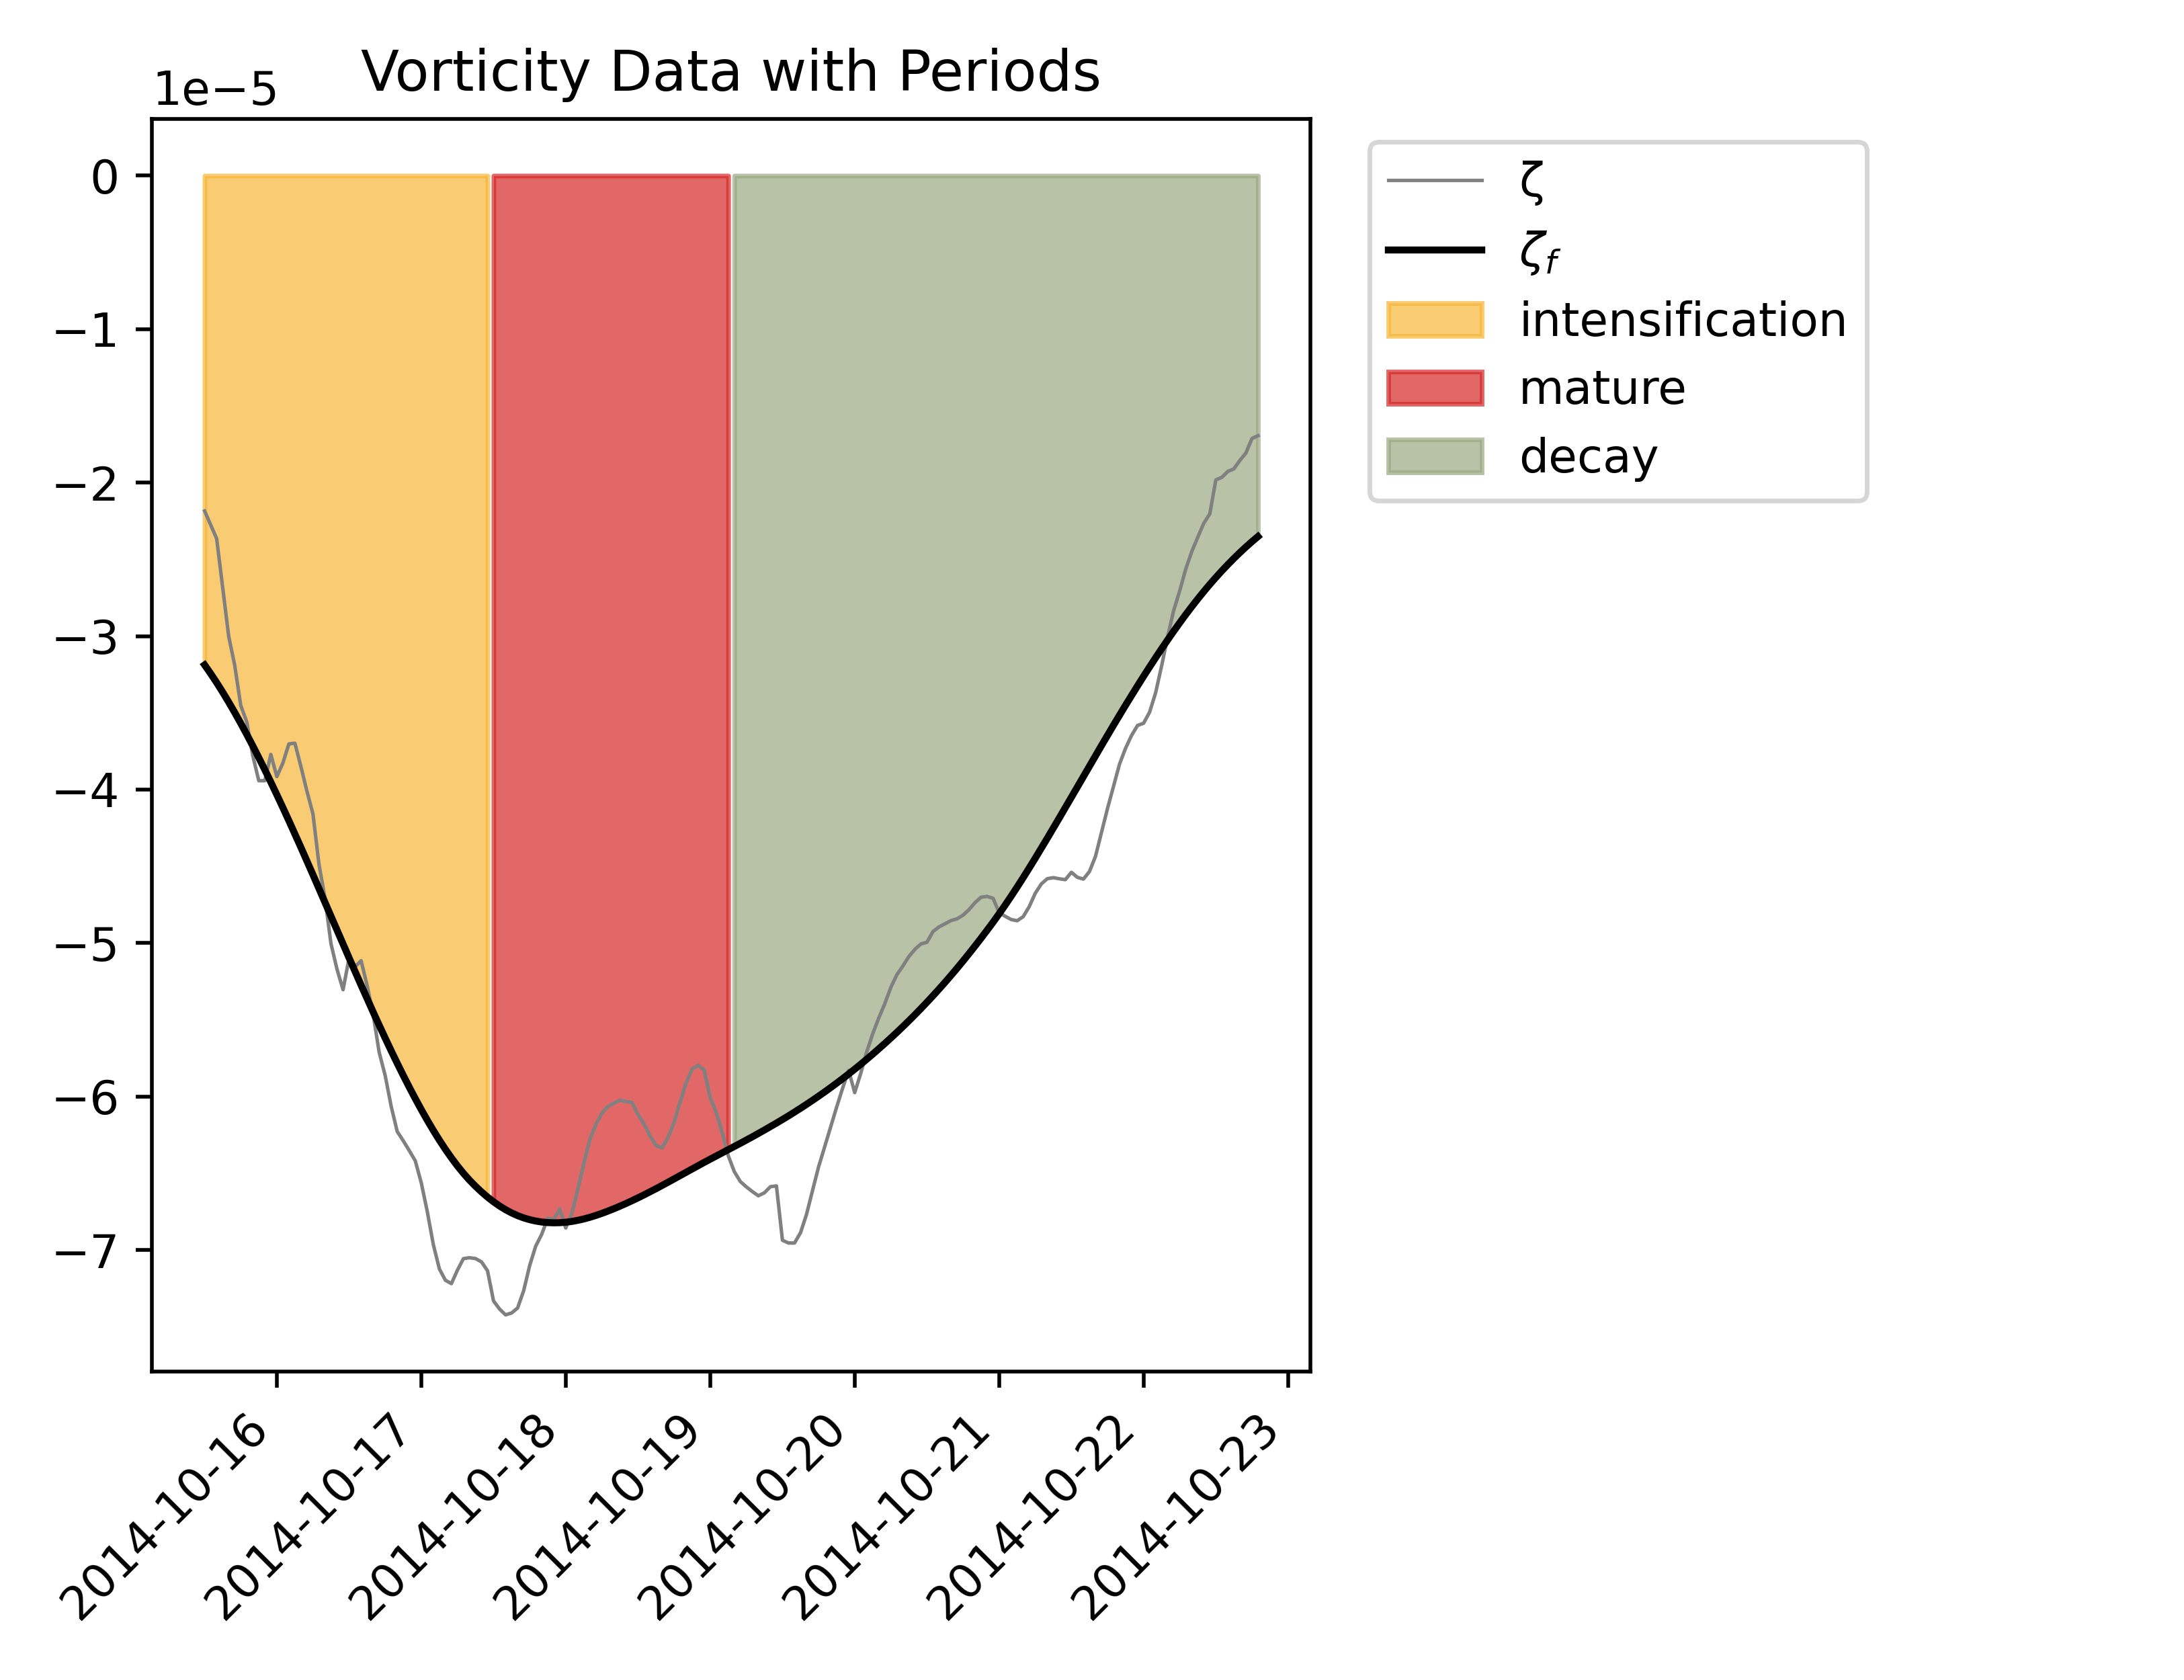 Vorticity Data with Periods
1e−5
0
−1
−2
−3
−4
−5
−6
−7
2014-10-16
2014-10-17
2014-10-18
2014-10-19
2014-10-20
2014-10-21
2014-10-22
2014-10-23
ζ
ζf
intensification
mature
decay